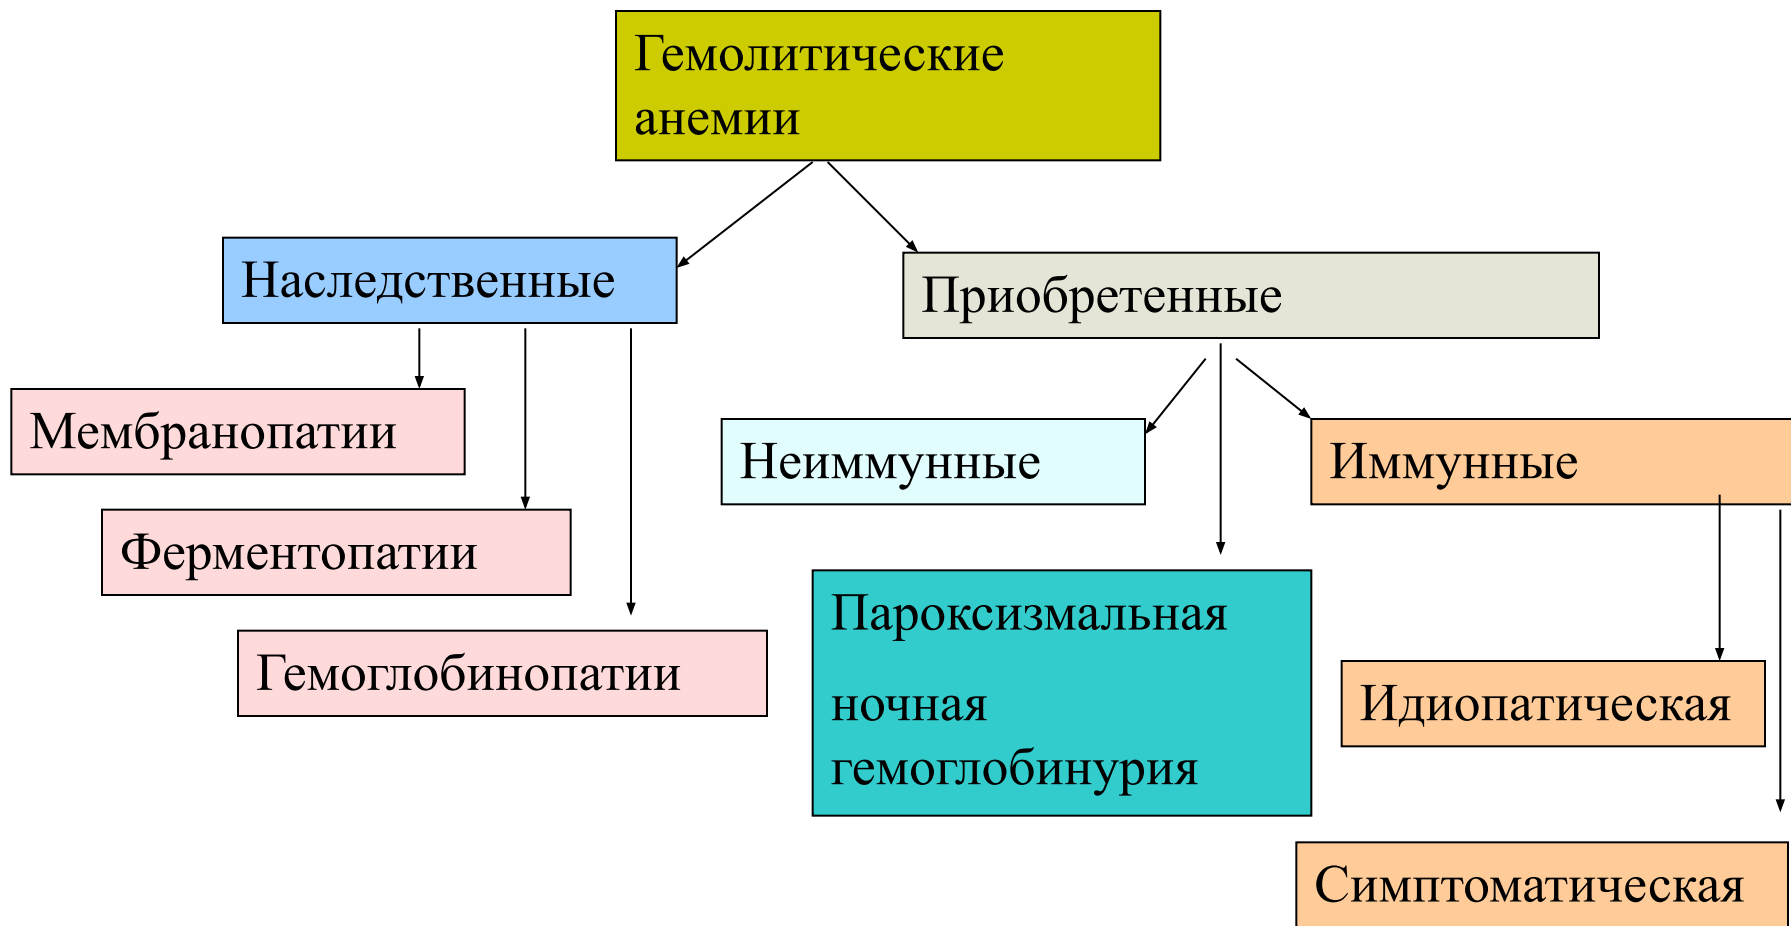 Гемолитические
анемии
Наследственные
Приобретенные
Мембранопатии
Неиммунные
Иммунные
Ферментопатии
Пароксизмальная
ночная
гемоглобинурия
Гемоглобинопатии
Идиопатическая
Симптоматическая